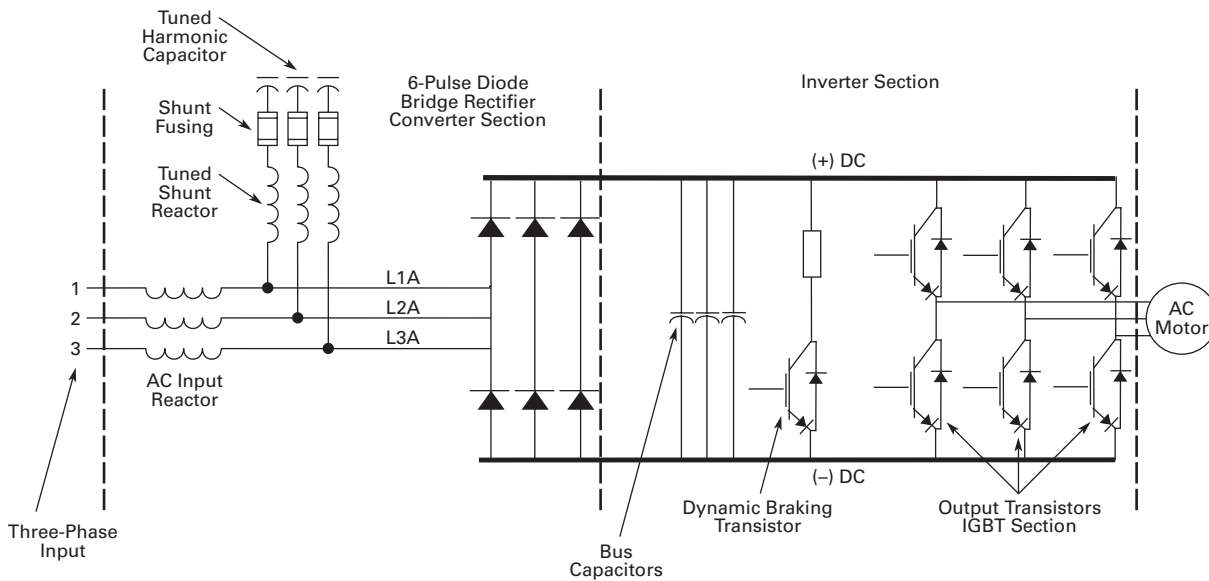 Tuned
Harmonic
Capacitor
Shunt
Fusing
Tuned
Shunt
Reactor
6-Pulse Diode
Bridge Rectifier
Converter Section
Inverter Section
(+) DC
1
2
3
L1A
L2A
L3A
AC Input
Reactor
AC
Motor
(–) DC
Three-Phase
Input
Bus
Capacitors
Dynamic Braking
Transistor
Output Transistors
IGBT Section